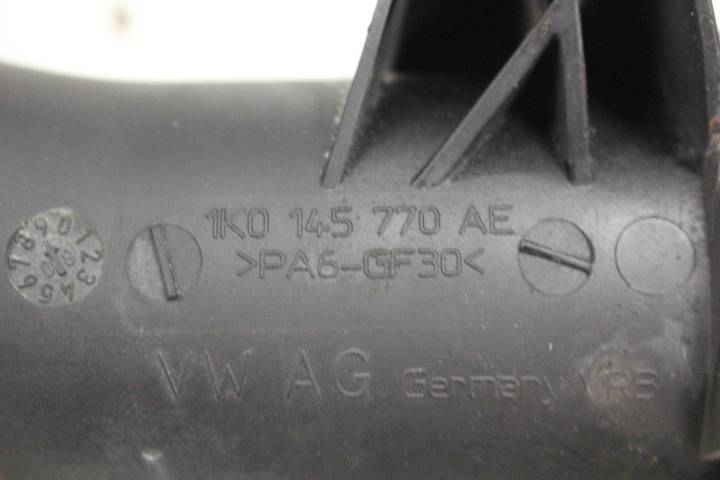 1K0 145 770 AE
>PA6-GF30<
VW AG Germany